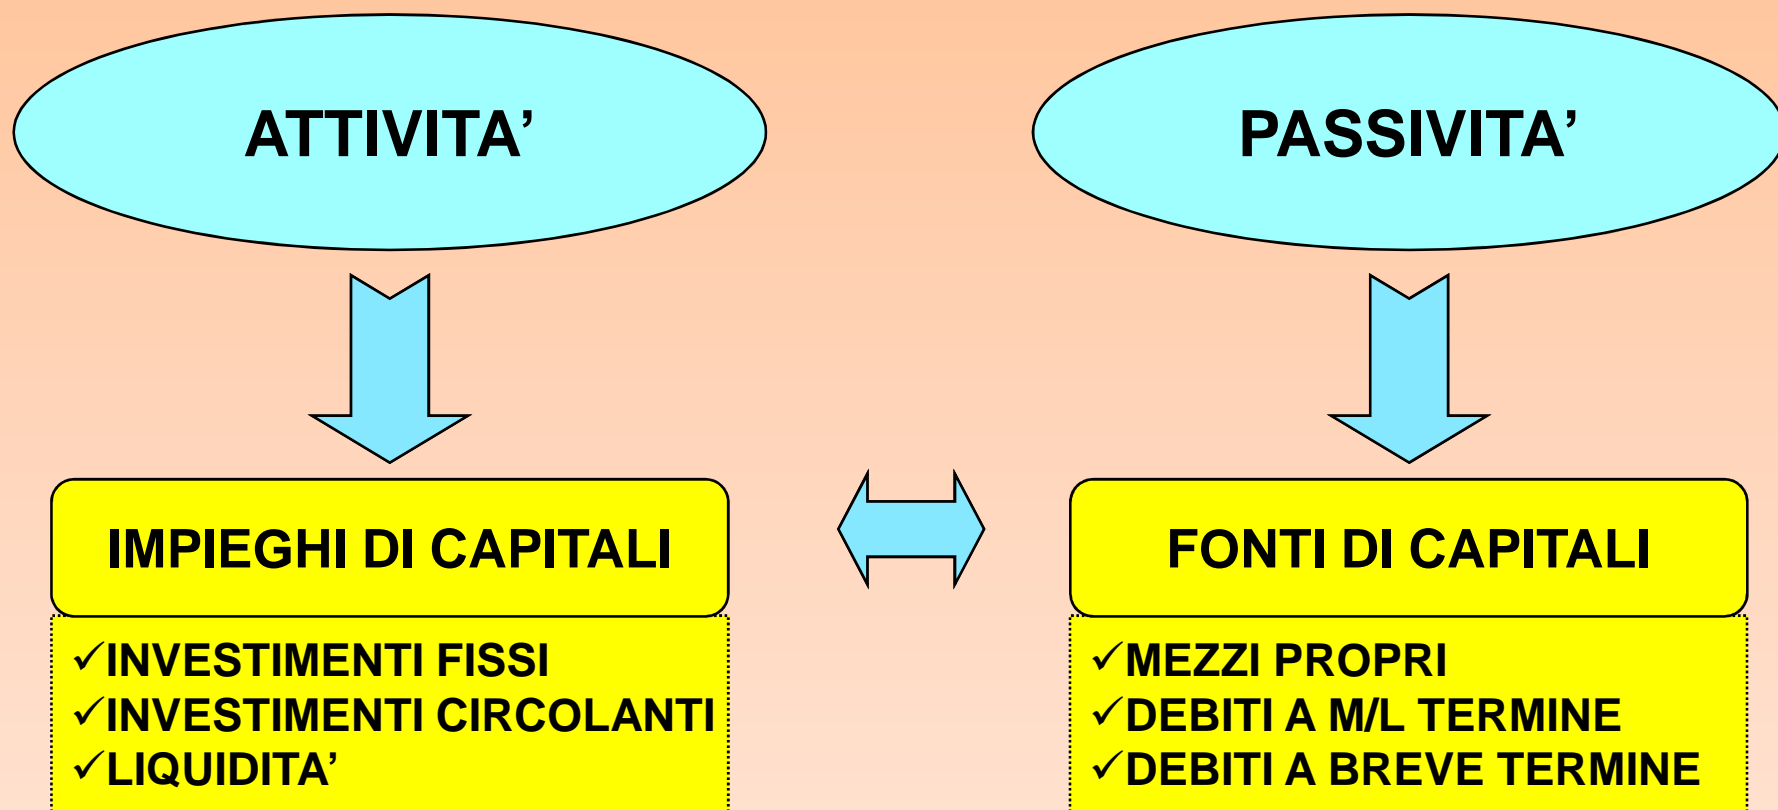 ATTIVITA’
PASSIVITA’
IMPIEGHI DI CAPITALI
✓INVESTIMENTI FISSI
✓INVESTIMENTI CIRCOLANTI
✓LIQUIDITA’
FONTI DI CAPITALI
✓MEZZI PROPRI
✓DEBITI A M/L TERMINE
✓DEBITI A BREVE TERMINE